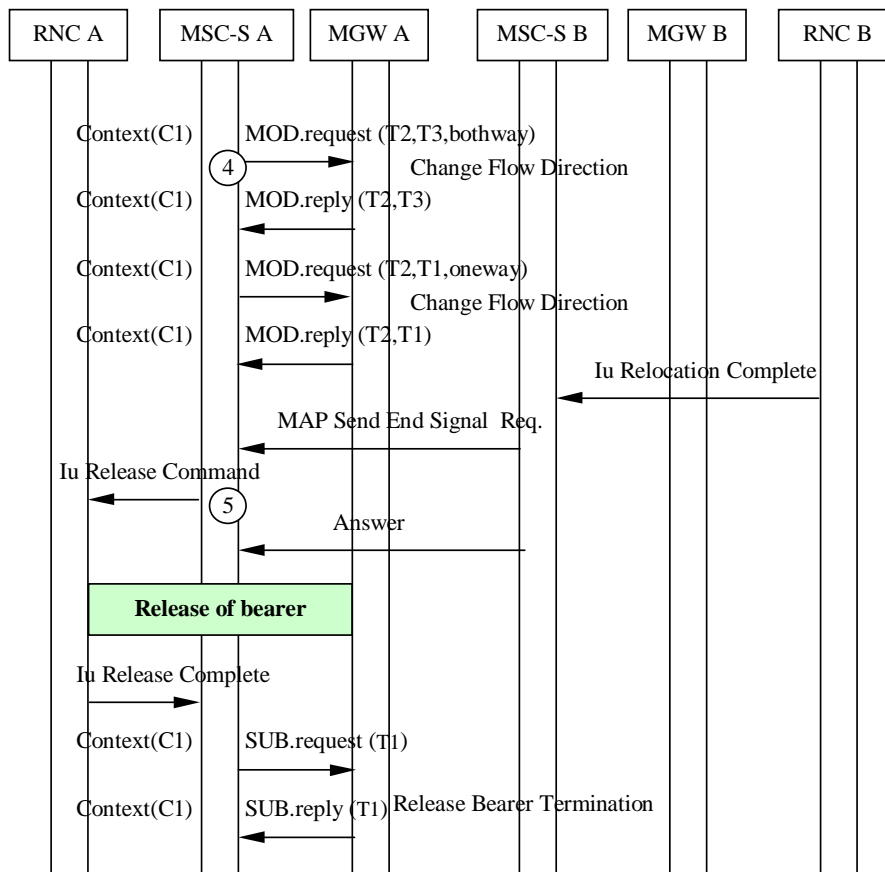 RNC A MSC-S A MGW A MSC-S B MGW B RNC B
Context(C1) MOD.request (T2,T3,bothway)
4 Change Flow Direction
Context(C1) MOD.reply (T2,T3)
Context(C1) MOD.request (T2,T1,oneway)
Change Flow Direction
Context(C1) MOD.reply (T2,T1)
Iu Relocation Complete
MAP Send End Signal Req.
Iu Release Command
5
Answer
Release of bearer
Iu Release Complete
Context(C1) SUB.request (T1)
Context(C1) SUB.reply (T1) Release Bearer Termination